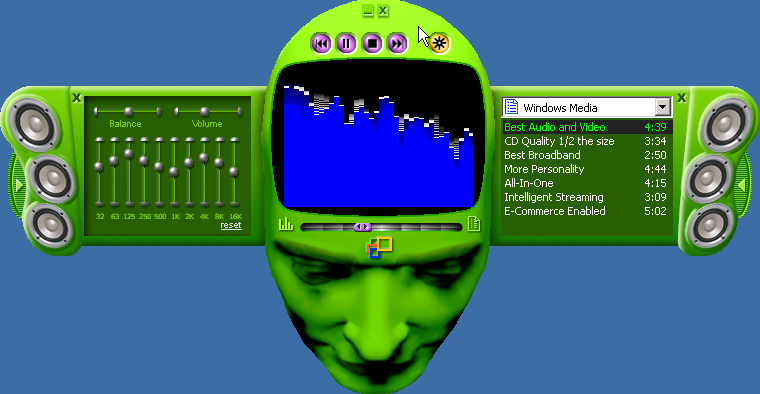 X
X
Balance Volume
32 63 125 250 500 1K 2K 4K 8K 16K
reset
X
Windows Media
Best Audio and Video 4:39
CD Quality 1/2 the size 3:34
Best Broadband 2:50
More Personality 4:44
All-In-One 4:15
Intelligent Streaming 3:09
E-Commerce Enabled 5:02